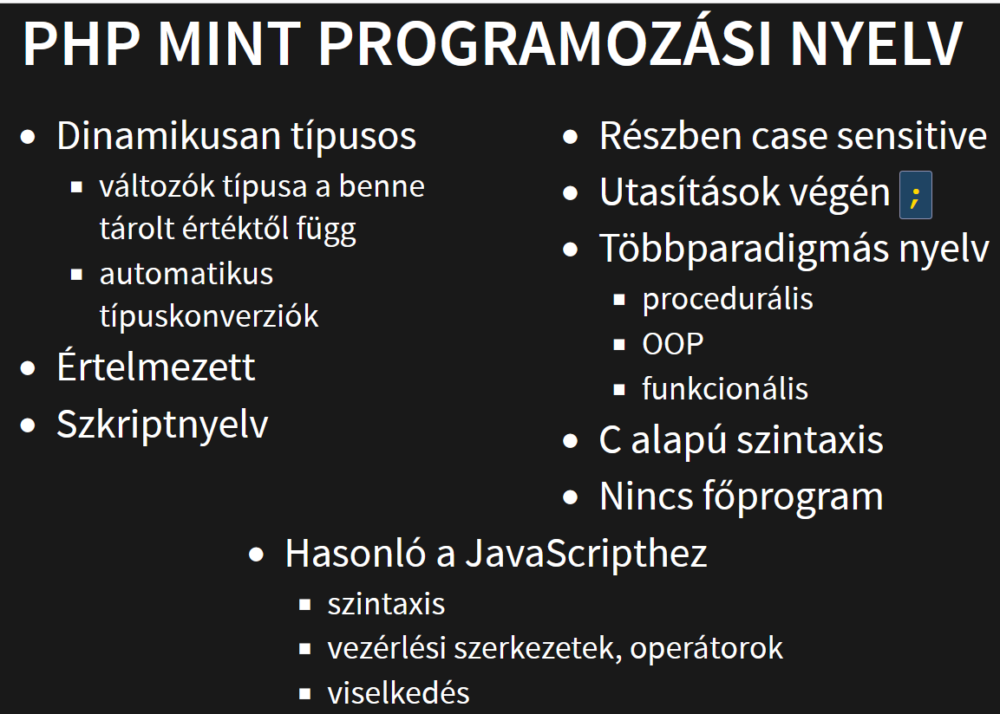 PHP MINT PROGRAMOZÁSI NYELV
Dinamikusan típusos
változók típusa a benne
tárolt értéktől függ
automatikus
típuskonverziók
Értelmezett
Szkriptnyelv
Részben case sensitive
Utasítások végén ;
Többparadigmás nyelv
procedurális
OOP
funkcionális
C alapú szintaxis
Nincs főprogram
Hasonló a JavaScripthez
szintaxis
vezérlési szerkezetek, operátorok
viselkedés